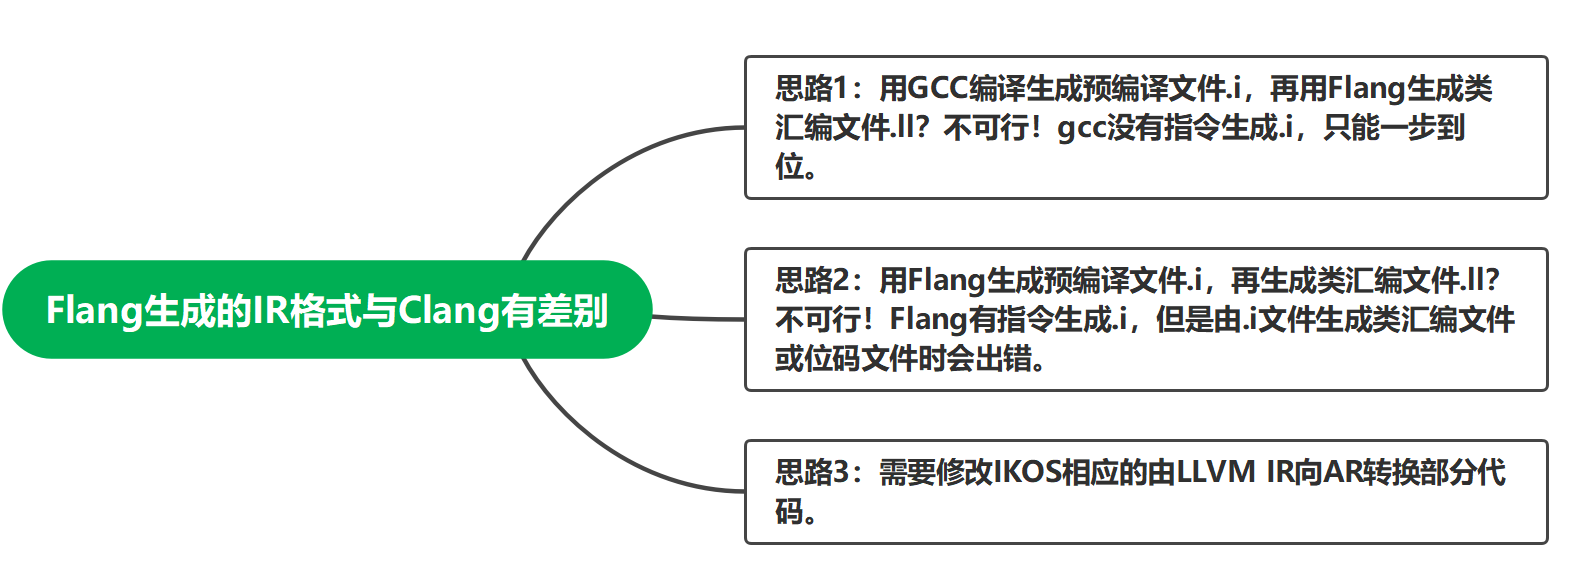 Flang生成的IR格式与Clang有差别
思路1：用GCC编译生成预编译文件.i，再用Flang生成类
汇编文件.ll？不可行！gcc没有指令生成.i，只能一步到
位。
思路2：用Flang生成预编译文件.i，再生成类汇编文件.ll？
不可行！Flang有指令生成.i，但是由.i文件生成类汇编文件
或位码文件时会出错。
思路3：需要修改IKOS相应的由LLVM IR向AR转换部分代
码。